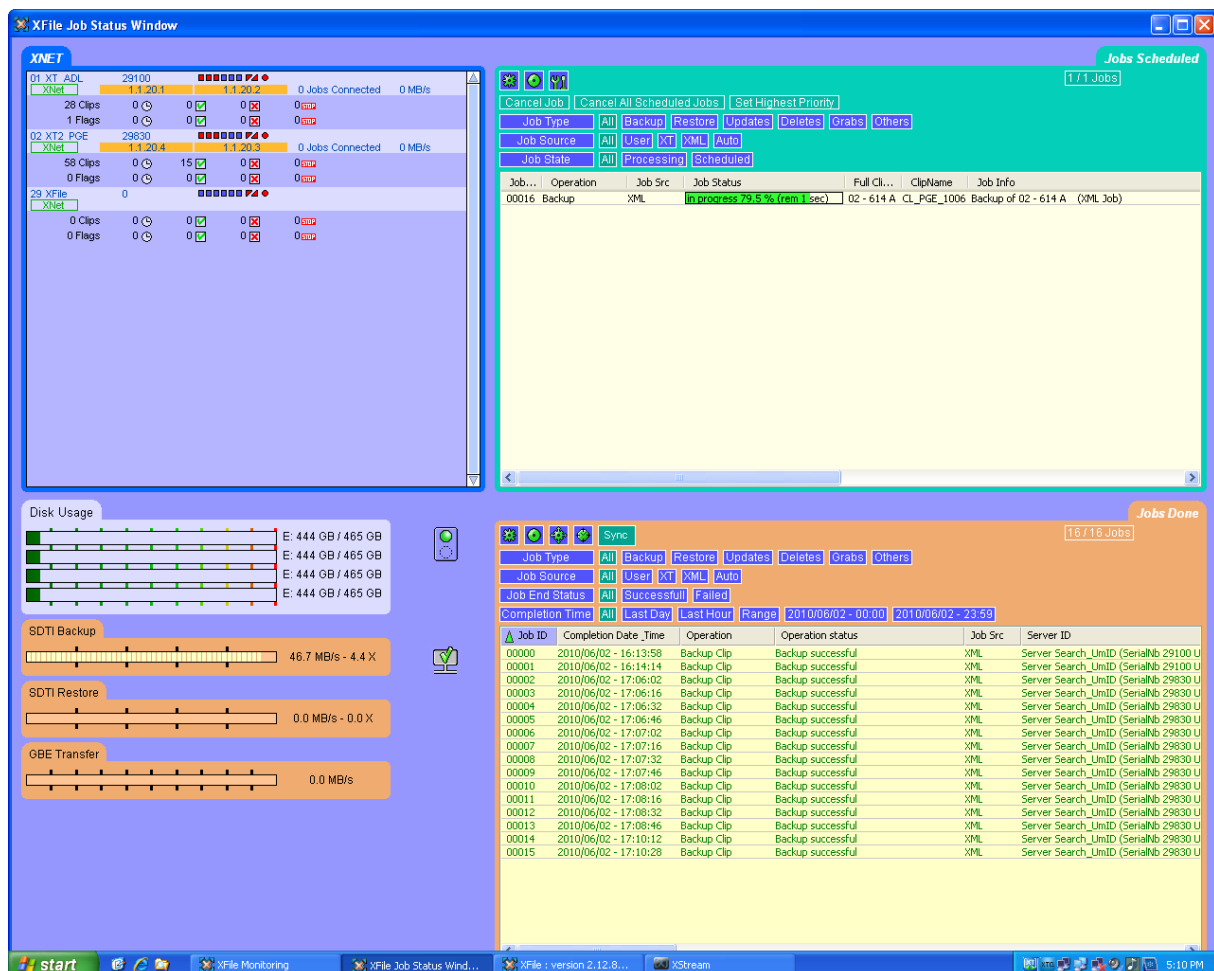 XFile Job Status Window
XNET
01 XT_ADL 29100
XNet 1.1.20.1 1.1.20.2 0 Jobs Connected 0 MB/s
28 Clips 0 0 0 0 STOP
1 Flags 0 0 0 0 STOP
02 XT2_PGE 29830
XNet 1.1.20.4 1.1.20.3 0 Jobs Connected 0 MB/s
58 Clips 0 15 0 0 STOP
0 Flags 0 0 0 0 STOP
29 XFile 0
XNet
0 Clips 0 0 0 0 STOP
0 Flags 0 0 0 0 STOP
Jobs Scheduled
1 / 1 Jobs
Cancel Job Cancel All Scheduled Jobs Set Highest Priority
Job Type All Backup Restore Updates Deletes Grabs Others
Job Source All User XT XML Auto
Job State All Processing Scheduled
Job... Operation Job Src Job Status Full Cli... ClipName Job Info
00016 Backup XML in progress 79.5 % (rem 1 sec) 02 - 614 A CL_PGE_1006 Backup of 02 - 614 A (XML Job)
Disk Usage
E: 444 GB / 465 GB
E: 444 GB / 465 GB
E: 444 GB / 465 GB
E: 444 GB / 465 GB
SDTI Backup
46.7 MB/s - 4.4 X
SDTI Restore
0.0 MB/s - 0.0 X
GBE Transfer
0.0 MB/s
Jobs Done
Sync 16 / 16 Jobs
Job Type All Backup Restore Updates Deletes Grabs Others
Job Source All User XT XML Auto
Job End Status All Successfull Failed
Completion Time All Last Day Last Hour Range 2010/06/02 - 00:00 2010/06/02 - 23:59
Job ID Completion Date_Time Operation Operation status Job Src Server ID
00000 2010/06/02 - 16:13:58 Backup Clip Backup successful XML Server Search_UmID (SerialNb 29100 U
00001 2010/06/02 - 16:14:14 Backup Clip Backup successful XML Server Search_UmID (SerialNb 29100 U
00002 2010/06/02 - 17:06:02 Backup Clip Backup successful XML Server Search_UmID (SerialNb 29830 U
00003 2010/06/02 - 17:06:16 Backup Clip Backup successful XML Server Search_UmID (SerialNb 29830 U
00004 2010/06/02 - 17:06:32 Backup Clip Backup successful XML Server Search_UmID (SerialNb 29830 U
00005 2010/06/02 - 17:06:46 Backup Clip Backup successful XML Server Search_UmID (SerialNb 29830 U
00006 2010/06/02 - 17:07:02 Backup Clip Backup successful XML Server Search_UmID (SerialNb 29830 U
00007 2010/06/02 - 17:07:16 Backup Clip Backup successful XML Server Search_UmID (SerialNb 29830 U
00008 2010/06/02 - 17:07:32 Backup Clip Backup successful XML Server Search_UmID (SerialNb 29830 U
00009 2010/06/02 - 17:07:46 Backup Clip Backup successful XML Server Search_UmID (SerialNb 29830 U
00010 2010/06/02 - 17:08:02 Backup Clip Backup successful XML Server Search_UmID (SerialNb 29830 U
00011 2010/06/02 - 17:08:16 Backup Clip Backup successful XML Server Search_UmID (SerialNb 29830 U
00012 2010/06/02 - 17:08:32 Backup Clip Backup successful XML Server Search_UmID (SerialNb 29830 U
00013 2010/06/02 - 17:08:46 Backup Clip Backup successful XML Server Search_UmID (SerialNb 29830 U
00014 2010/06/02 - 17:10:12 Backup Clip Backup successful XML Server Search_UmID (SerialNb 29830 U
00015 2010/06/02 - 17:10:28 Backup Clip Backup successful XML Server Search_UmID (SerialNb 29830 U
start XFile Monitoring XFile Job Status Wind... XFile : version 2.12.8... XStream 5:10 PM